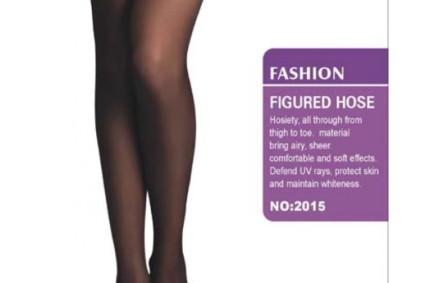 FASHION
FIGURED HOSE
Hosiety, all through from
thigh to toe. material
bring airy, sheer.
comfortable and soft effects.
Defend UV rays, protect skin
and maintain whiteness.
NO:2015